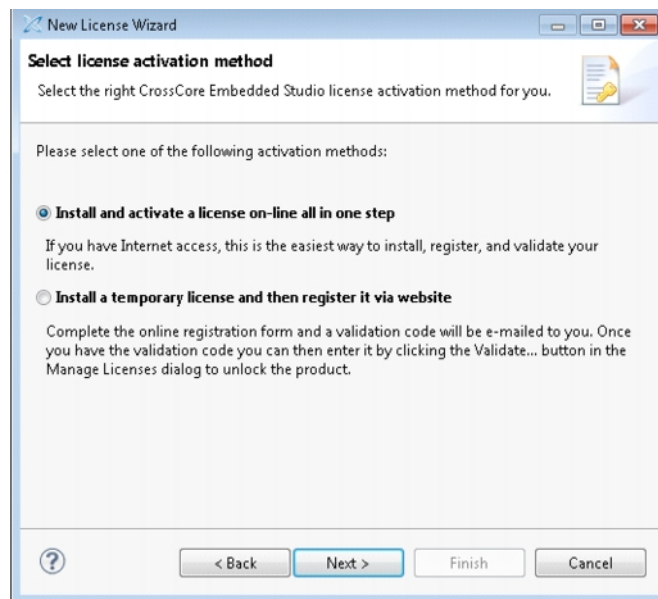 New License Wizard
Select license activation method
Select the right CrossCore Embedded Studio license activation method for you.
Please select one of the following activation methods:
Install and activate a license on-line all in one step
If you have Internet access, this is the easiest way to install, register, and validate your
license.
Install a temporary license and then register it via website
Complete the online registration form and a validation code will be e-mailed to you. Once
you have the validation code you can then enter it by clicking the Validate... button in the
Manage Licenses dialog to unlock the product.
?
< Back
Next >
Finish
Cancel